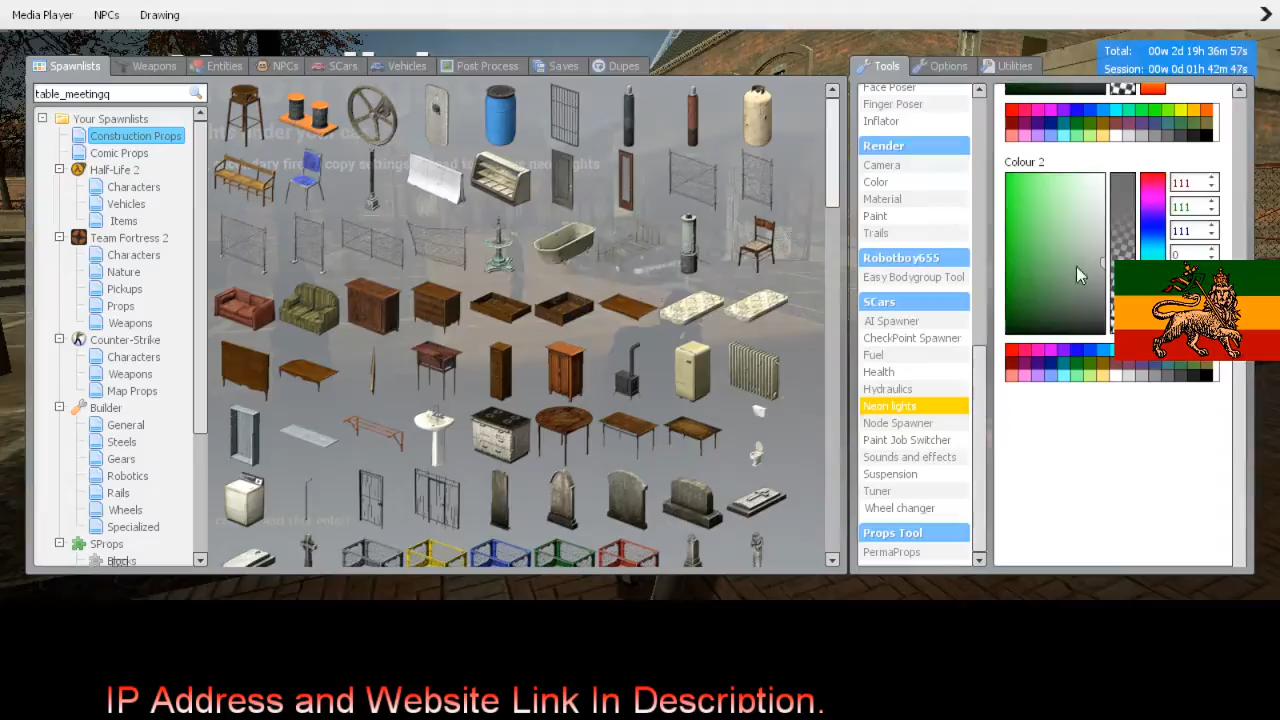 Media Player NPCs Drawing
Total: 00w 2d 19h 36m 57s
Session: 00w 0d 01h 42m 47s
Spawnlists Weapons Entities NPCs SCars Vehicles Post Process Saves Dupes
Tools Options Utilities
table_meetingq
Your Spawnlists
Construction Props
Comic Props
Half-Life 2
Characters
Vehicles
Items
Team Fortress 2
Characters
Nature
Pickups
Props
Weapons
Counter-Strike
Characters
Weapons
Map Props
Builder
General
Steels
Gears
Robotics
Rails
Wheels
Specialized
SProps
Blocks
Face Poser
Finger Poser
Inflator
Render
Camera
Color
Material
Paint
Trails
Robotboy655
Easy Bodygroup Tool
SCars
AI Spawner
CheckPoint Spawner
Fuel
Health
Hydraulics
Neon lights
Node Spawner
Paint Job Switcher
Sounds and effects
Suspension
Tuner
Wheel changer
Props Tool
PermaProps
Colour 2
111
111
111
0
IP Address and Website Link In Description.